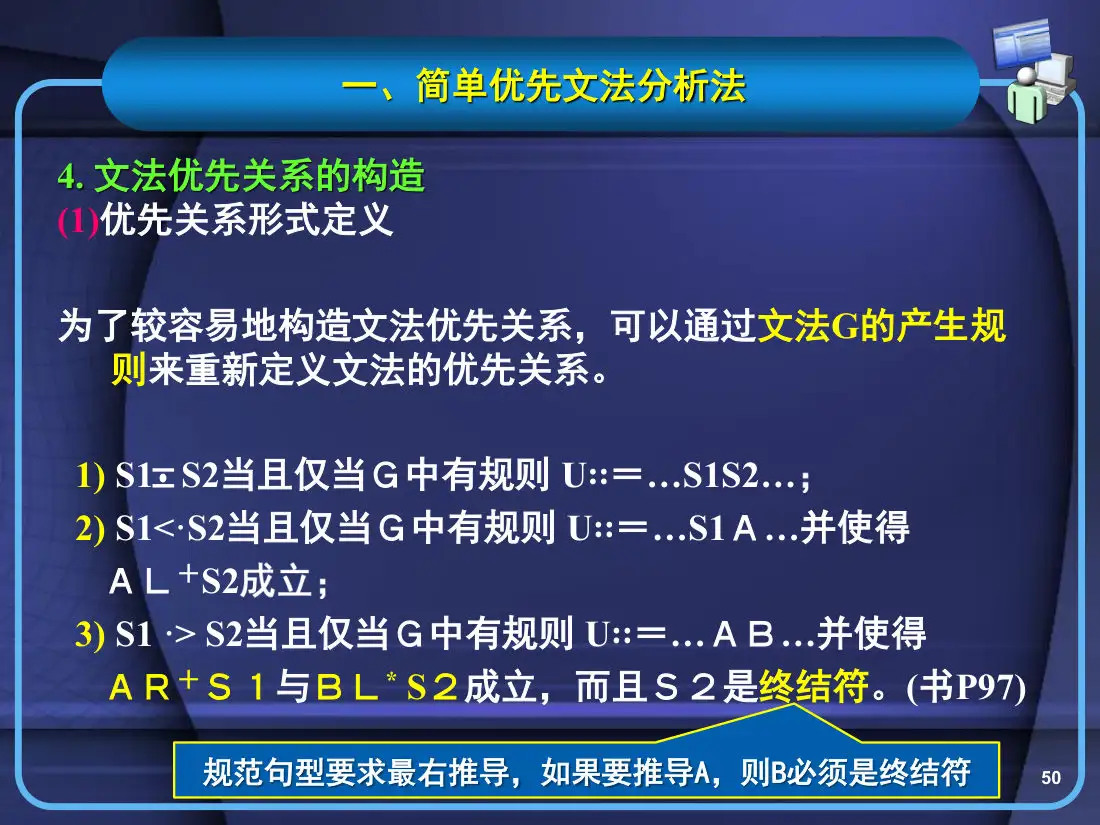 一、简单优先文法分析法
4. 文法优先关系的构造
(1)优先关系形式定义
为了较容易地构造文法优先关系，可以通过文法G的产生规
则来重新定义文法的优先关系。
1) S1≖S2当且仅当Ｇ中有规则 U∷＝…S1S2…；
2) S1<·S2当且仅当Ｇ中有规则 U∷＝…S1Ａ…并使得
ＡＬ＋S2成立；
3) S1 ·> S2当且仅当Ｇ中有规则 U∷＝…ＡＢ…并使得
ＡＲ＋Ｓ１与ＢＬ* S２成立，而且Ｓ２是终结符。(书P97)
规范句型要求最右推导，如果要推导A，则B必须是终结符
50